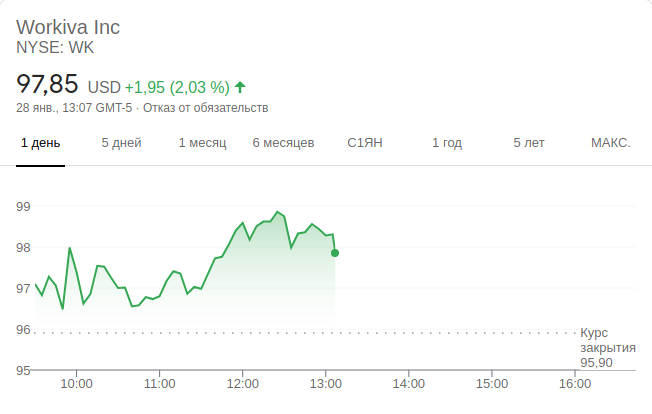 Workiva Inc
NYSE: WK
97,85 USD +1,95 (2,03 %)
28 янв., 13:07 GMT-5 · Отказ от обязательств
1 день 5 дней 1 месяц 6 месяцев С1ЯН 1 год 5 лет МАКС.
99
98
97
96
Курс
закрытия
95,90
95
10:00 11:00 12:00 13:00 14:00 15:00 16:00